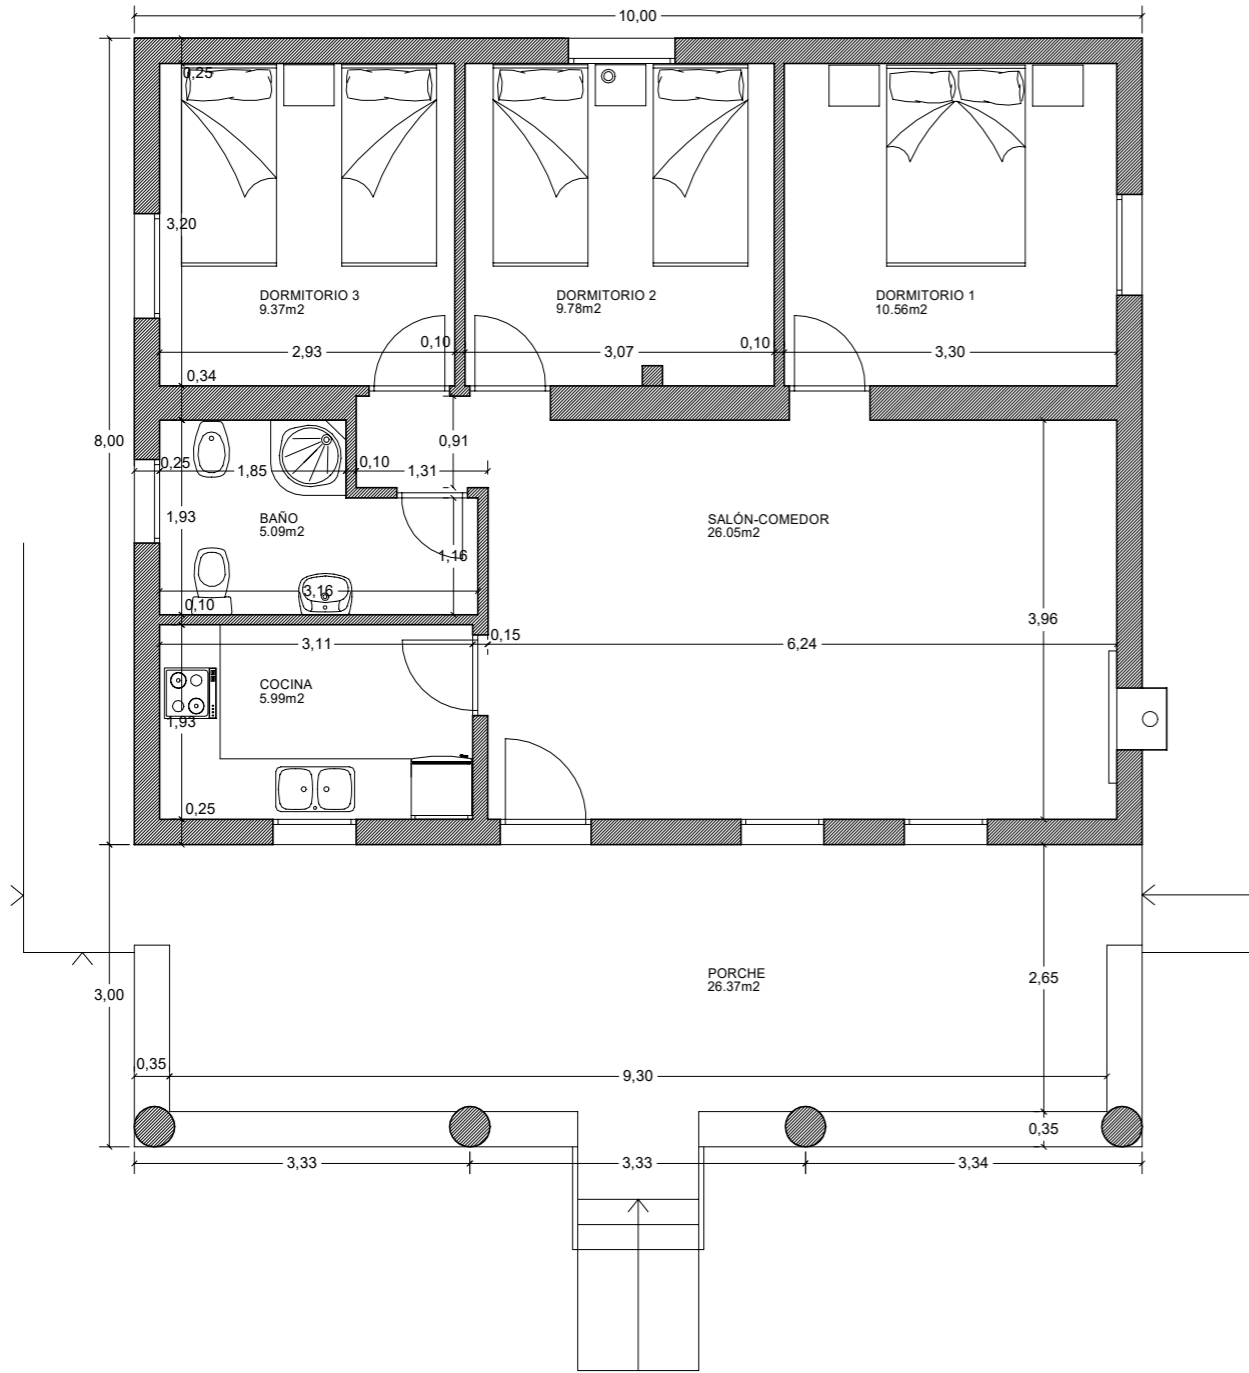 10,00
0,25
3,20
DORMITORIO 3
9.37m2
DORMITORIO 2
9.78m2
DORMITORIO 1
10.56m2
2,93
0,10
3,07
0,10
3,30
0,34
8,00
0,91
0,25
1,85
0,10
1,31
1,93
BAÑO
5.09m2
SALÓN-COMEDOR
26.05m2
1,16
3,16
0,10
3,96
3,11
0,15
6,24
COCINA
5.99m2
1,93
0,25
PORCHE
26.37m2
2,65
3,00
0,35
9,30
0,35
3,33
3,33
3,34